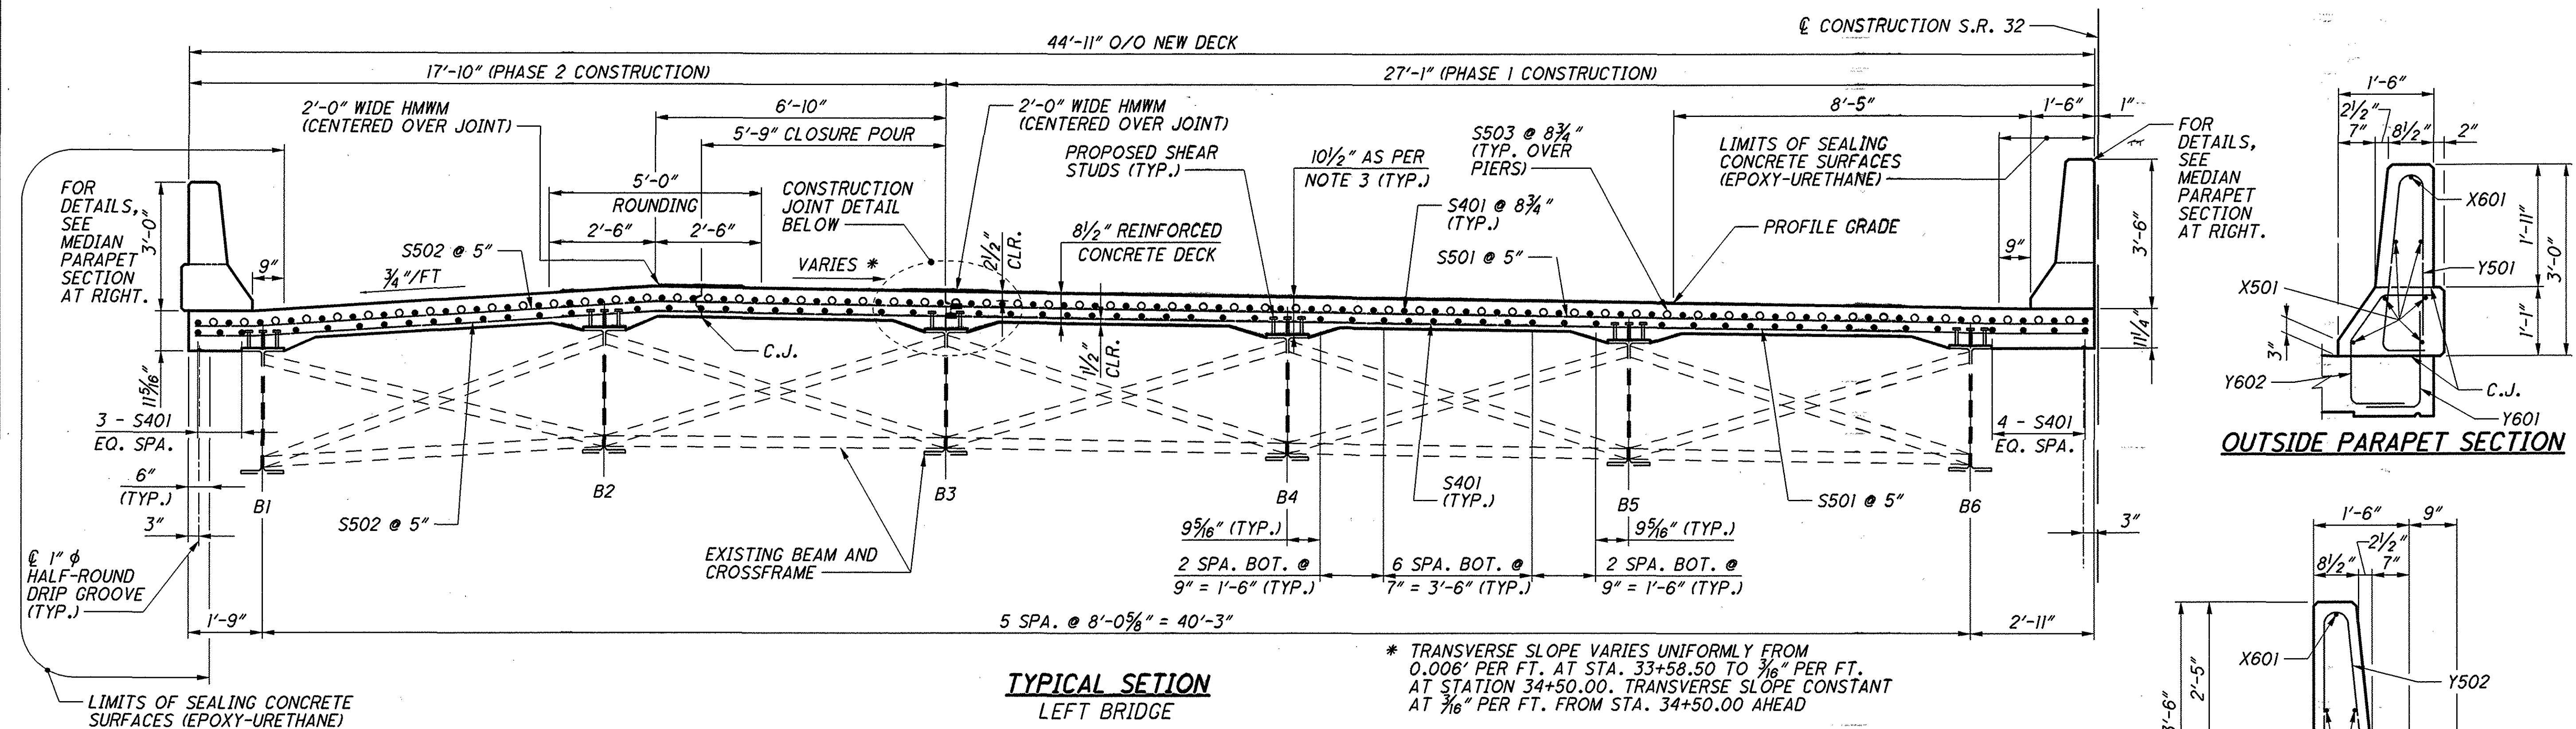 ℄ CONSTRUCTION S.R. 32
44'-11" O/O NEW DECK
17'-10" (PHASE 2 CONSTRUCTION)
27'-1" (PHASE 1 CONSTRUCTION)
2'-0" WIDE HMWM
(CENTERED OVER JOINT)
6'-10"
5'-9" CLOSURE POUR
2'-0" WIDE HMWM
(CENTERED OVER JOINT)
PROPOSED SHEAR
STUDS (TYP.)
10½" AS PER
NOTE 3 (TYP.)
S503 @ 8¾"
(TYP. OVER
PIERS)
8'-5"
1'-6"
1"
LIMITS OF SEALING
CONCRETE SURFACES
(EPOXY-URETHANE)
FOR
DETAILS,
SEE
MEDIAN
PARAPET
SECTION
AT RIGHT.
FOR
DETAILS,
SEE
MEDIAN
PARAPET
SECTION
AT RIGHT.
3'-0"
9"
S502 @ 5"
¾"/FT
5'-0"
ROUNDING
2'-6"
2'-6"
CONSTRUCTION
JOINT DETAIL
BELOW
VARIES *
2½"
CLR.
8½" REINFORCED
CONCRETE DECK
S401 @ 8¾"
(TYP.)
S501 @ 5"
PROFILE GRADE
9"
3'-6"
11¼"
11 15/16"
C.J.
1½"
CLR.
3 - S401
EQ. SPA.
6"
(TYP.)
3"
℄ 1" ϕ
HALF-ROUND
DRIP GROOVE
(TYP.)
B1
B2
B3
B4
B5
B6
S502 @ 5"
EXISTING BEAM AND
CROSSFRAME
S401
(TYP.)
S501 @ 5"
4 - S401
EQ. SPA.
3"
9 5/16" (TYP.)
9 5/16" (TYP.)
2 SPA. BOT. @
9" = 1'-6" (TYP.)
6 SPA. BOT. @
7" = 3'-6" (TYP.)
2 SPA. BOT. @
9" = 1'-6" (TYP.)
1'-9"
5 SPA. @ 8'-0⅝" = 40'-3"
2'-11"
LIMITS OF SEALING CONCRETE
SURFACES (EPOXY-URETHANE)
TYPICAL SETION
LEFT BRIDGE
* TRANSVERSE SLOPE VARIES UNIFORMLY FROM
0.006' PER FT. AT STA. 33+58.50 TO 3/16" PER FT.
AT STATION 34+50.00. TRANSVERSE SLOPE CONSTANT
AT 3/16" PER FT. FROM STA. 34+50.00 AHEAD
1'-6"
2½"
7"
8½"
2"
X601
1'-11"
3'-0"
Y501
X501
1'-1"
3"
Y602
C.J.
Y601
OUTSIDE PARAPET SECTION
1'-6"
9"
2½"
8½"
7"
X601
2'-5"
Y502